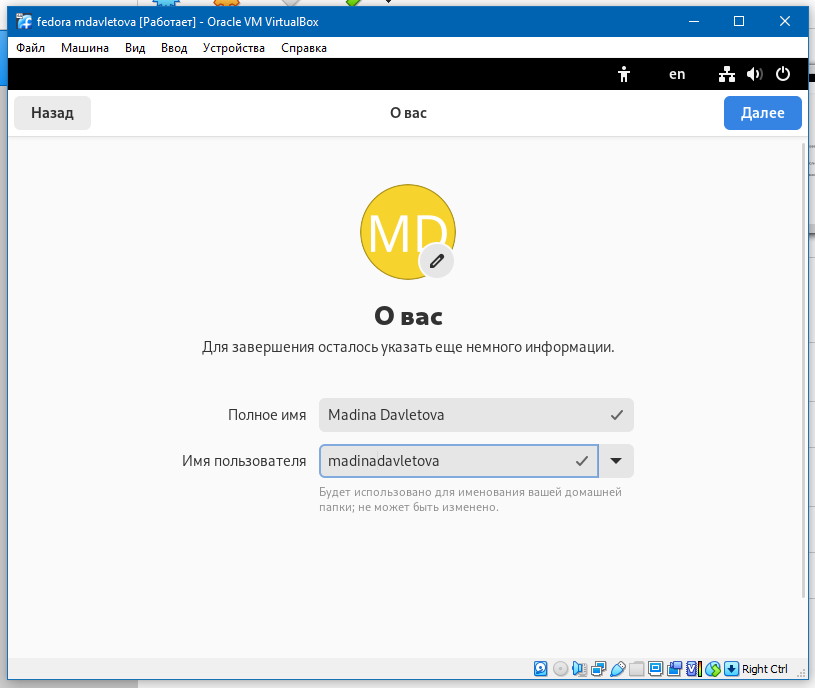 fedora mdavletova [Работает] - Oracle VM VirtualBox
Файл Машина Вид Ввод Устройства Справка
en
Назад О вас Далее
MD
О вас
Для завершения осталось указать еще немного информации.
Полное имя Madina Davletova
Имя пользователя madinadavletova
Будет использовано для именования вашей домашней
папки; не может быть изменено.
Right Ctrl